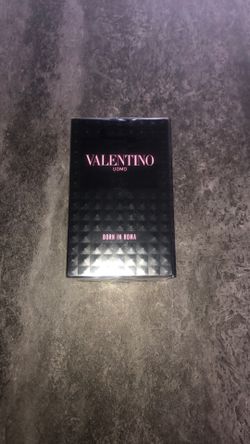 VALENTINO
UOMO
BORN IN ROMA